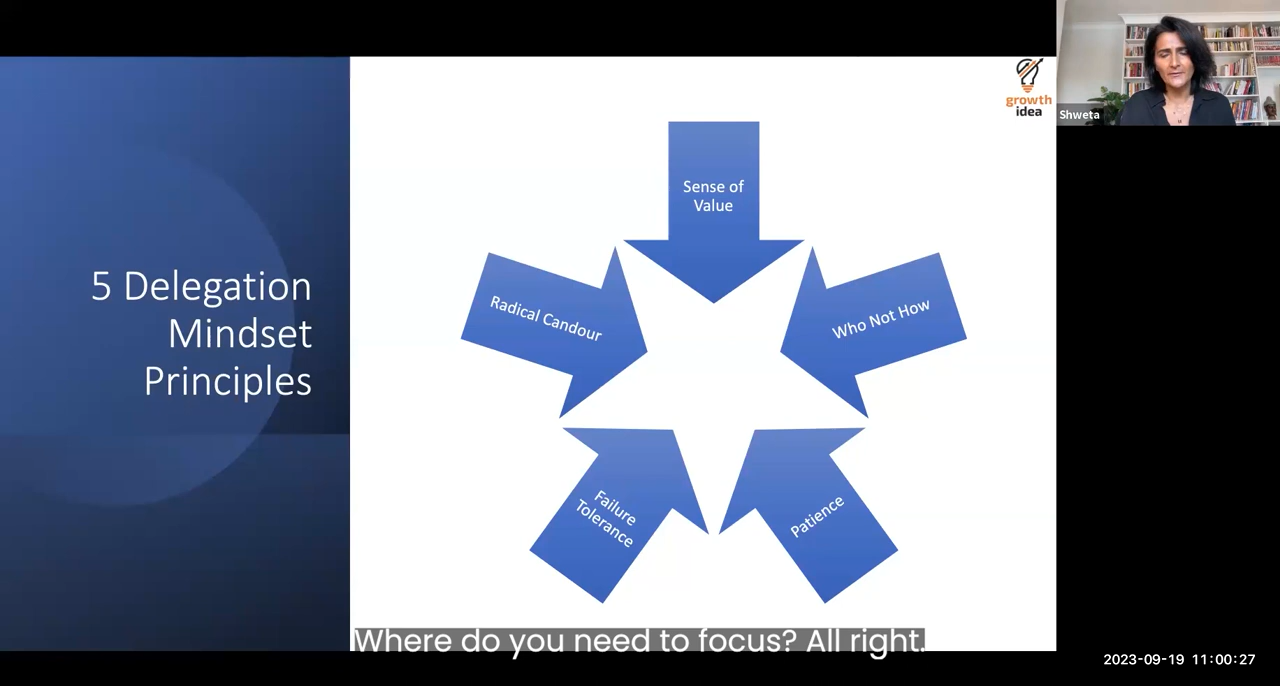 growth
idea
Shweta
5 Delegation
Mindset
Principles
Sense of
Value
Who Not How
Patience
Failure
Tolerance
Radical Candour
Where do you need to focus? All right.
2023-09-19 11:00:27